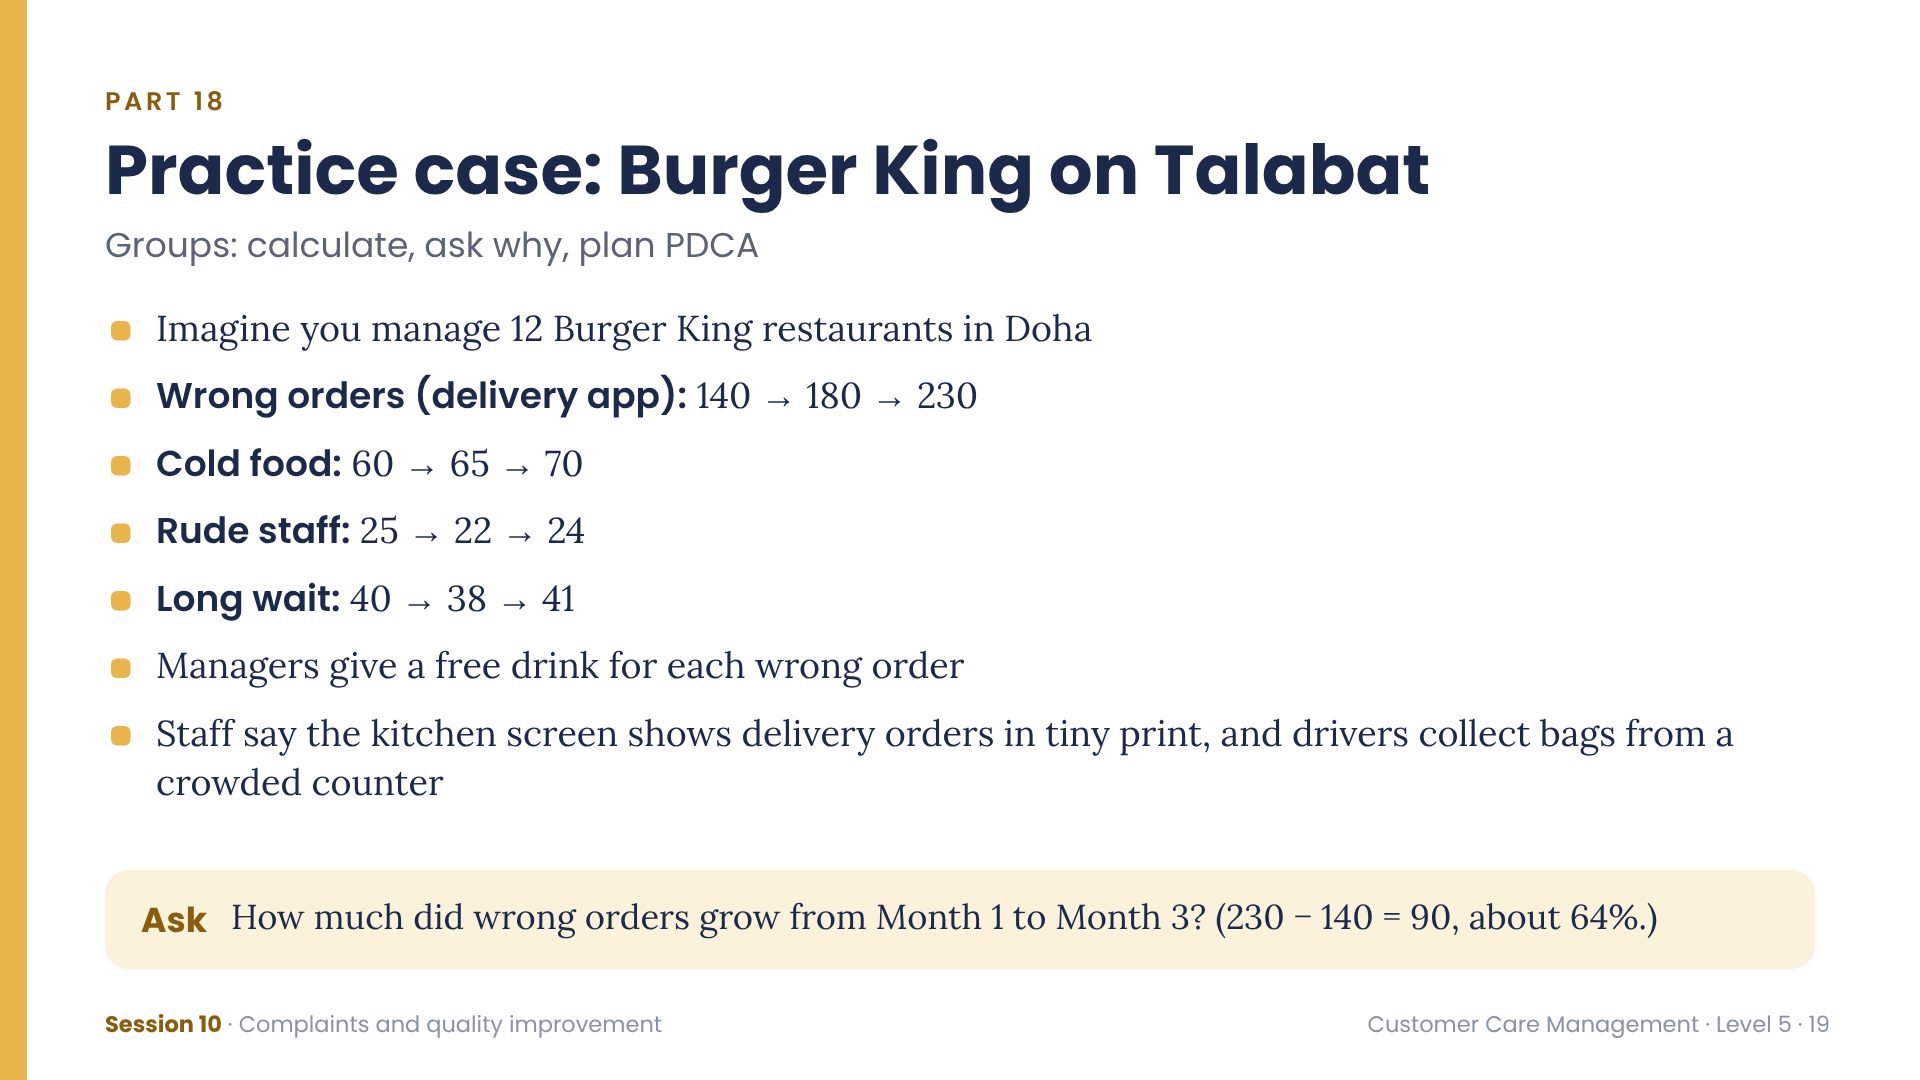 PART 18
Practice case: Burger King on Talabat
Groups: calculate, ask why, plan PDCA
Imagine you manage 12 Burger King restaurants in Doha
Wrong orders (delivery app): 140 → 180 → 230
Cold food: 60 → 65 → 70
Rude staff: 25 → 22 → 24
Long wait: 40 → 38 → 41
Managers give a free drink for each wrong order
Staff say the kitchen screen shows delivery orders in tiny print, and drivers collect bags from a
crowded counter
Ask How much did wrong orders grow from Month 1 to Month 3? (230 − 140 = 90, about 64%.)
Session 10 · Complaints and quality improvement
Customer Care Management · Level 5 · 19